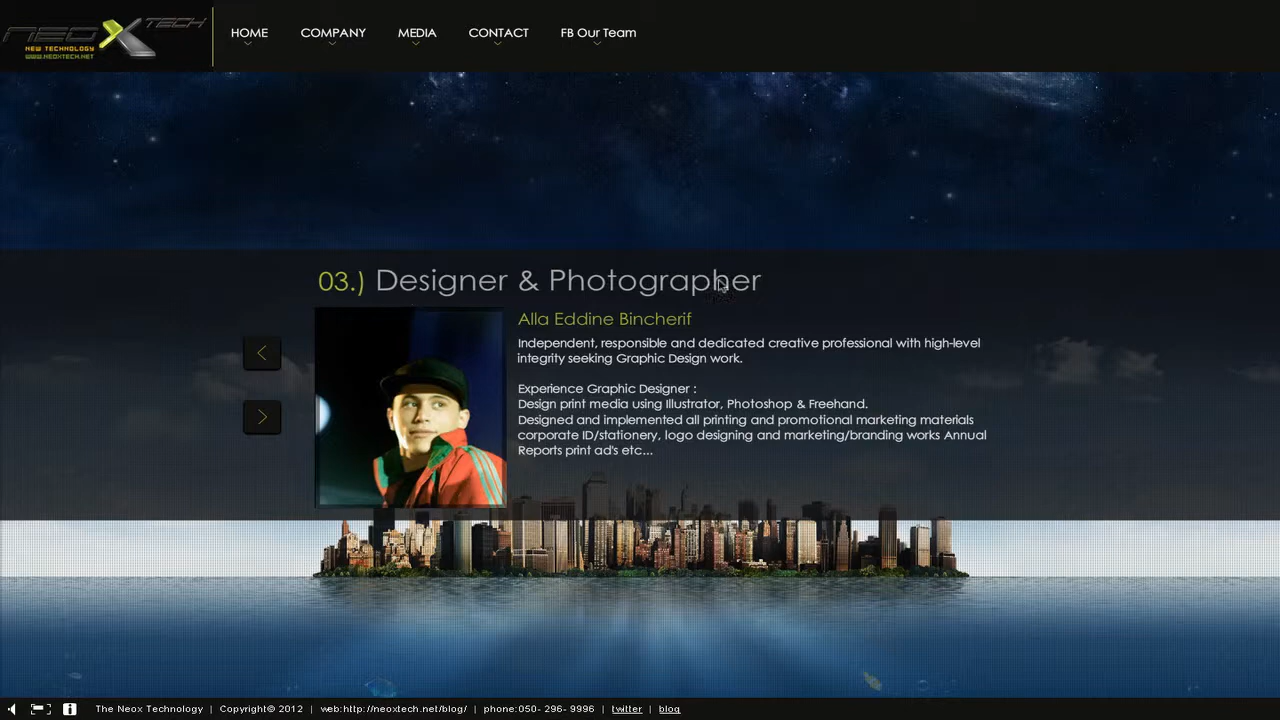 NEOX TECH
NEW TECHNOLOGY
WWW.NEOXTECH.NET
HOME
COMPANY
MEDIA
CONTACT
FB Our Team
03.) Designer & Photographer
Alla Eddine Bincherif
Independent, responsible and dedicated creative professional with high-level
integrity seeking Graphic Design work.
Experience Graphic Designer :
Design print media using Illustrator, Photoshop & Freehand.
Designed and implemented all printing and promotional marketing materials
corporate ID/stationery, logo designing and marketing/branding works Annual
Reports print ad's etc...
The Neox Technology | Copyright© 2012 | web:http://neoxtech.net/blog/ | phone:050- 296- 9996 | twitter | blog